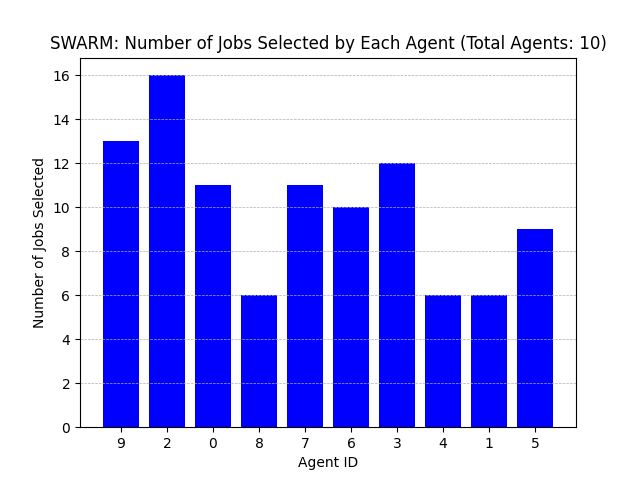 SWARM: Number of Jobs Selected by Each Agent (Total Agents: 10)
16
14
12
10
8
6
4
2
0
Number of Jobs Selected
9 2 0 8 7 6 3 4 1 5
Agent ID